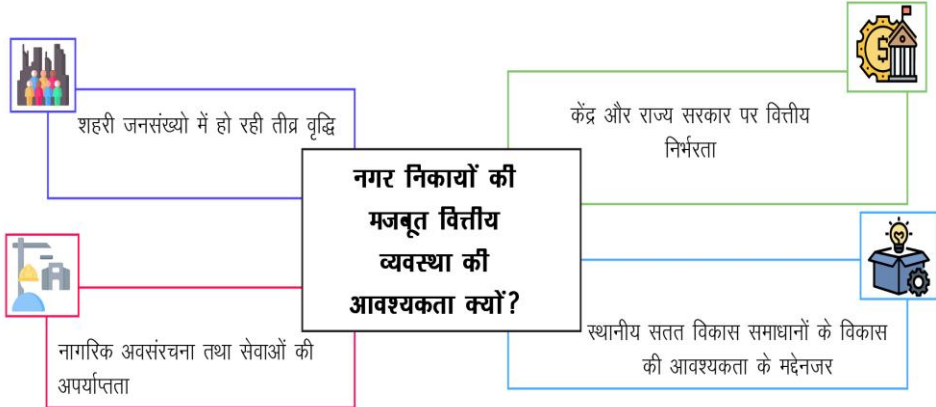 शहरी जनसंख्यो में हो रही तीव्र वृद्धि
केंद्र और राज्य सरकार पर वित्तीय
निर्भरता
नगर निकायों की
मजबूत वित्तीय
व्यवस्था की
आवश्यकता क्यों?
नागरिक अवसंरचना तथा सेवाओं की
अपर्याप्तता
स्थानीय सतत विकास समाधानों के विकास
की आवश्यकता के मद्देनजर